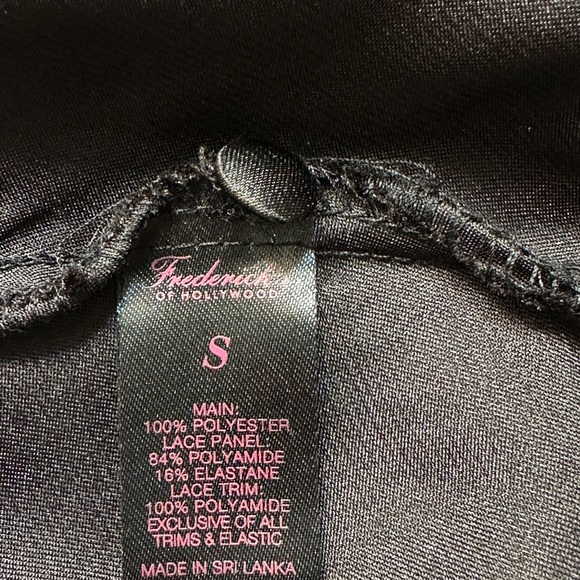 Frederick's
OF HOLLYWOOD
S
MAIN:
100% POLYESTER
LACE PANEL:
84% POLYAMIDE
16% ELASTANE
LACE TRIM:
100% POLYAMIDE
EXCLUSIVE OF ALL
TRIMS & ELASTIC
MADE IN SRI LANKA